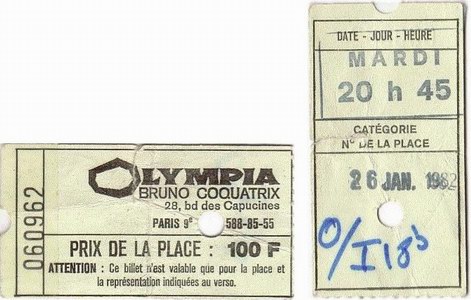 OLYMPIA
BRUNO COQUATRIX
28, bd des Capucines
PARIS 9e 588-85-55
PRIX DE LA PLACE : 100 F
ATTENTION : Ce billet n'est valable que pour la place et
la représentation indiquées au verso.
060962
DATE - JOUR - HEURE
MARDI
20 h 45
CATÉGORIE
No DE LA PLACE
26 JAN. 1982
O/I 18b